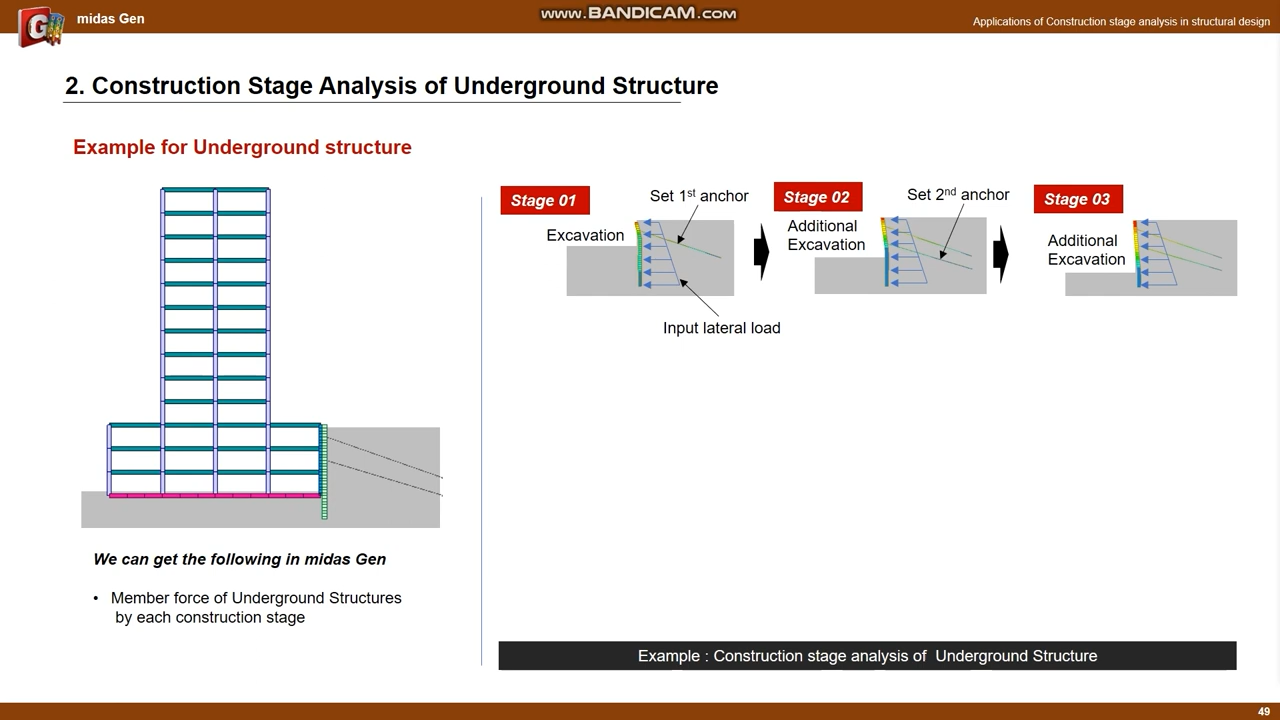 midas Gen
www.BANDICAM.com
Applications of Construction stage analysis in structural design
2. Construction Stage Analysis of Underground Structure
Example for Underground structure
Stage 01
Set 1st anchor
Excavation
Input lateral load
Stage 02
Set 2nd anchor
Additional
Excavation
Stage 03
Additional
Excavation
We can get the following in midas Gen
• Member force of Underground Structures
by each construction stage
Example : Construction stage analysis of Underground Structure
49